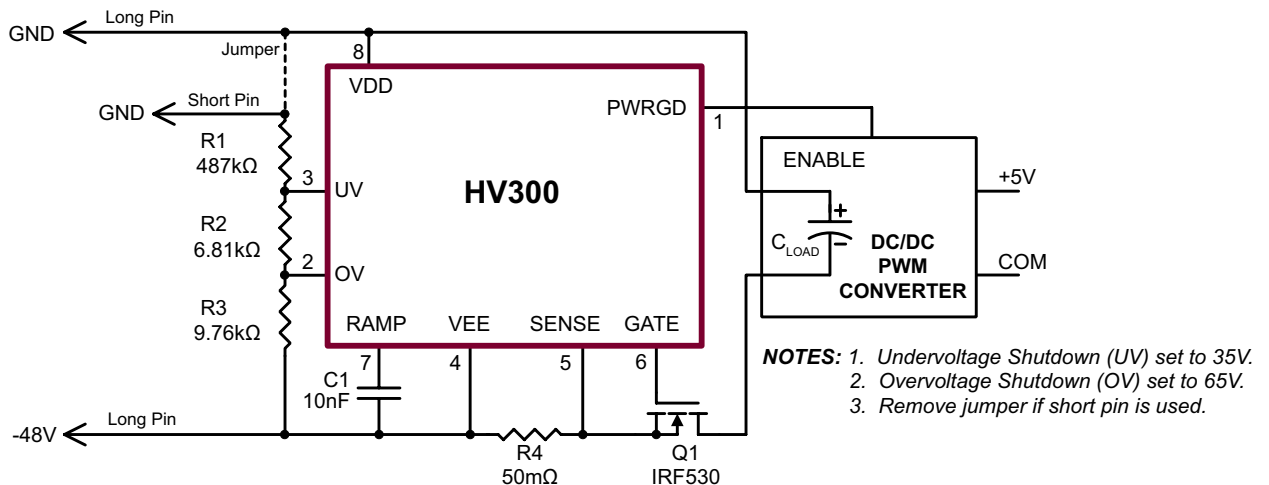 GND
Long Pin
Jumper
8
VDD
GND
Short Pin
PWRGD
1
R1
487kΩ
ENABLE
3
UV
HV300
+5V
+
R2
6.81kΩ
CLOAD
–
DC/DC
PWM
CONVERTER
2
OV
COM
R3
9.76kΩ
RAMP
VEE
SENSE
GATE
7
4
5
6
NOTES: 1. Undervoltage Shutdown (UV) set to 35V.
2. Overvoltage Shutdown (OV) set to 65V.
3. Remove jumper if short pin is used.
C1
10nF
-48V
Long Pin
R4
50mΩ
Q1
IRF530